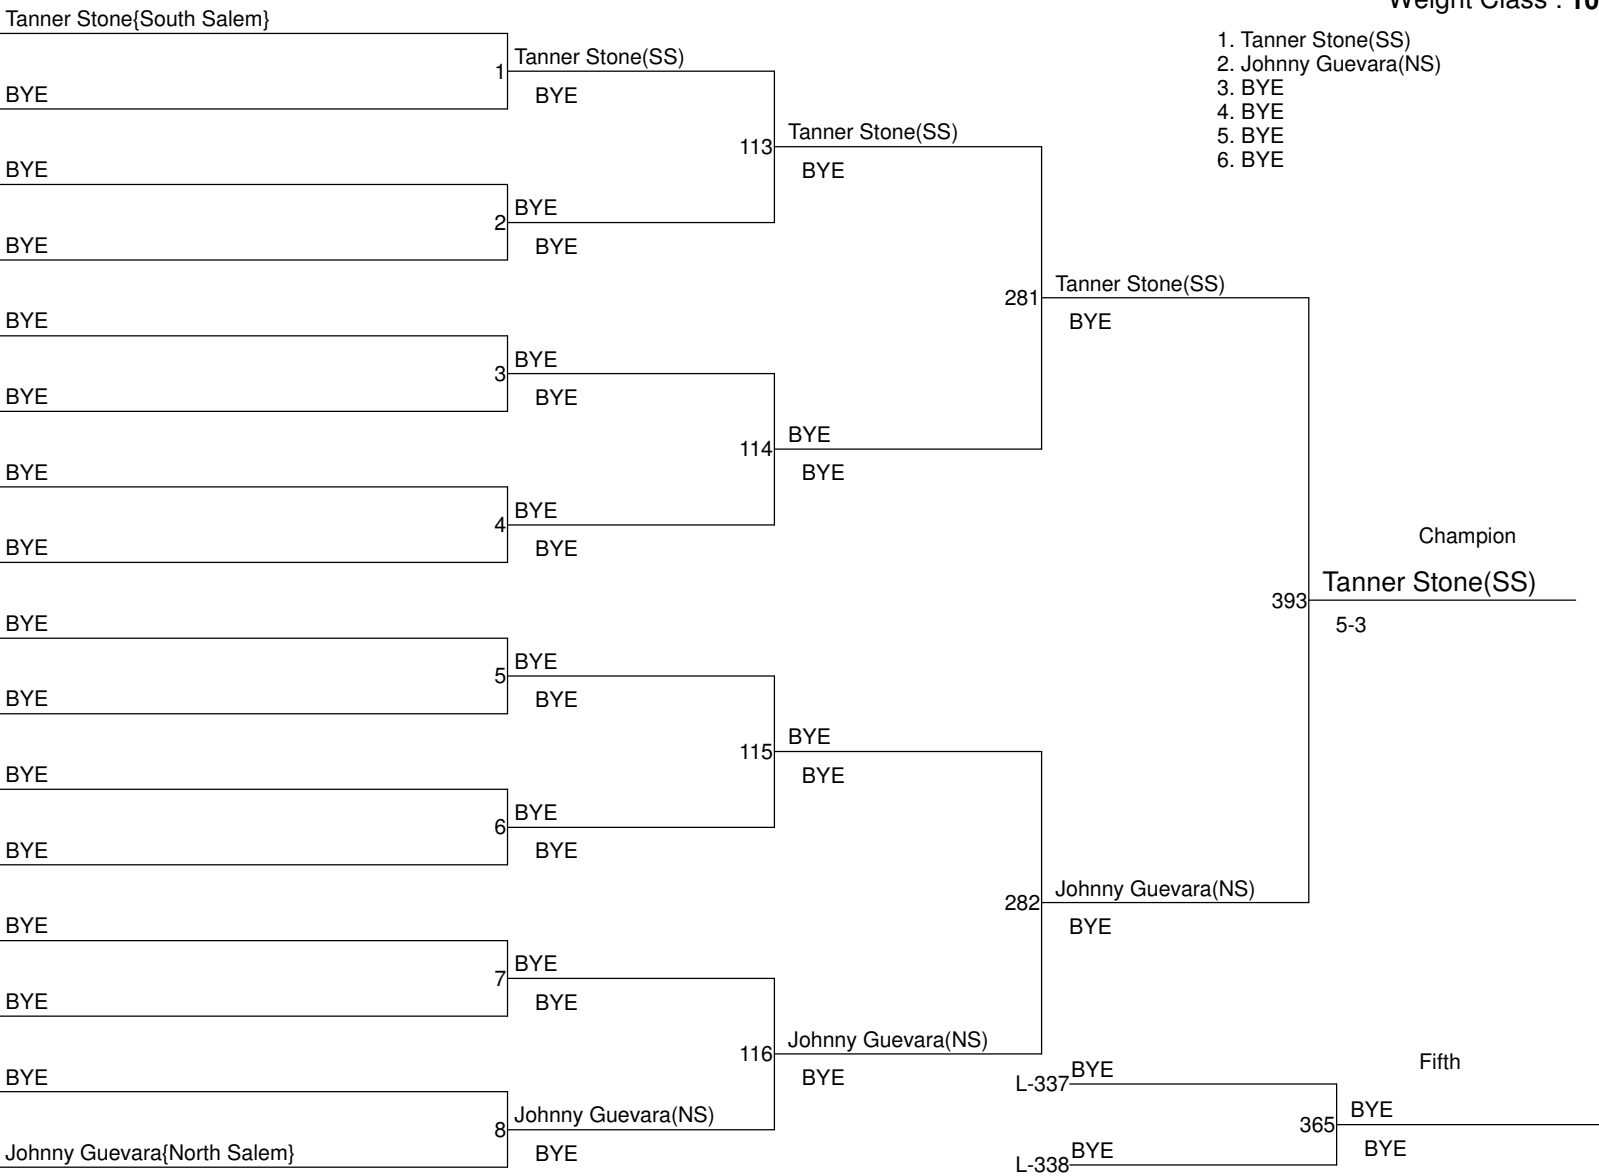 Weight Class : 10
1. Tanner Stone(SS)
2. Johnny Guevara(NS)
3. BYE
4. BYE
5. BYE
6. BYE
Tanner Stone{South Salem}
BYE
BYE
BYE
BYE
BYE
BYE
BYE
BYE
BYE
BYE
BYE
BYE
BYE
BYE
Johnny Guevara{North Salem}
1
Tanner Stone(SS)
BYE
2
BYE
BYE
3
BYE
BYE
4
BYE
BYE
5
BYE
BYE
6
BYE
BYE
7
BYE
BYE
8
Johnny Guevara(NS)
BYE
113
Tanner Stone(SS)
BYE
114
BYE
BYE
115
BYE
BYE
116
Johnny Guevara(NS)
BYE
281
Tanner Stone(SS)
BYE
282
Johnny Guevara(NS)
BYE
Champion
393
Tanner Stone(SS)
5-3
Fifth
L-337
BYE
L-338
BYE
365
BYE
BYE